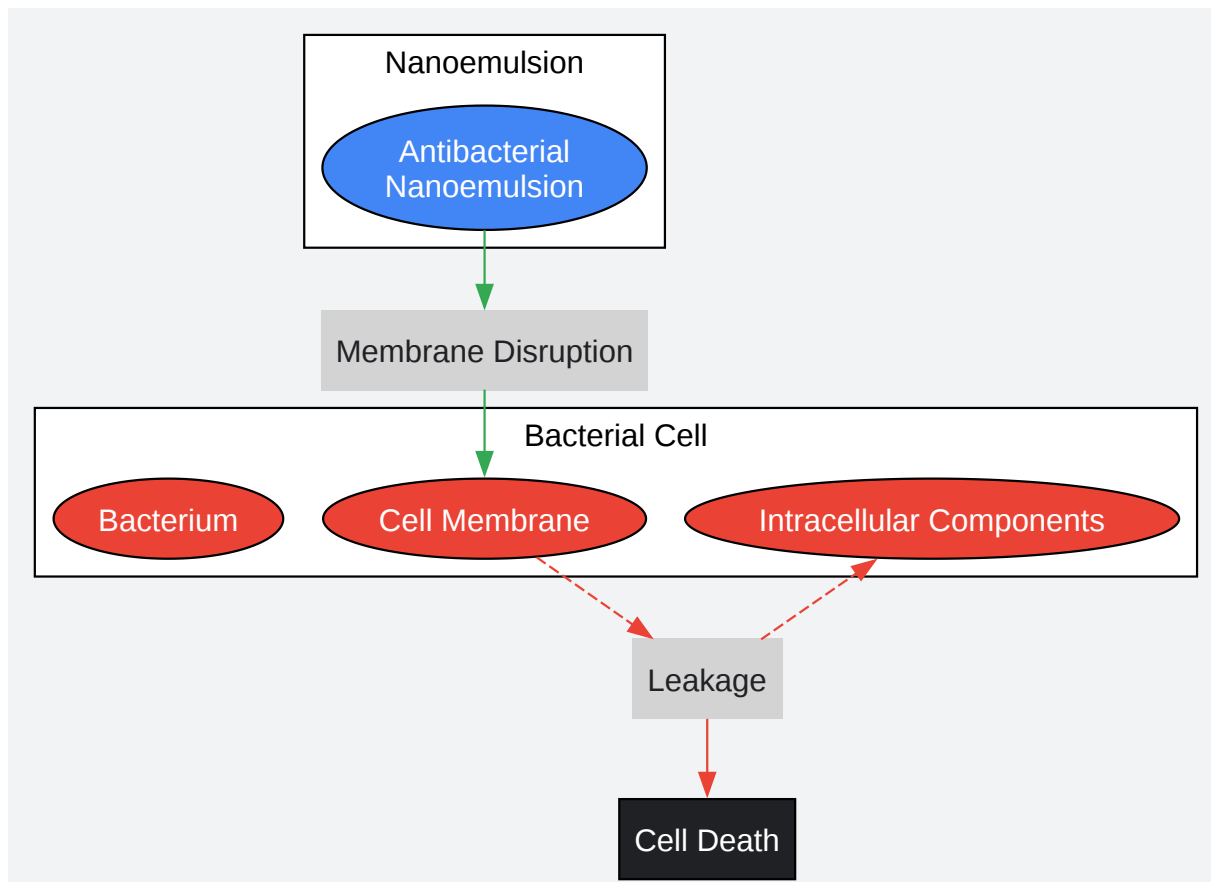 Nanoemulsion
Antibacterial
Nanoemulsion
Membrane Disruption
Bacterial Cell
Bacterium
Cell Membrane
Intracellular Components
Leakage
Cell Death